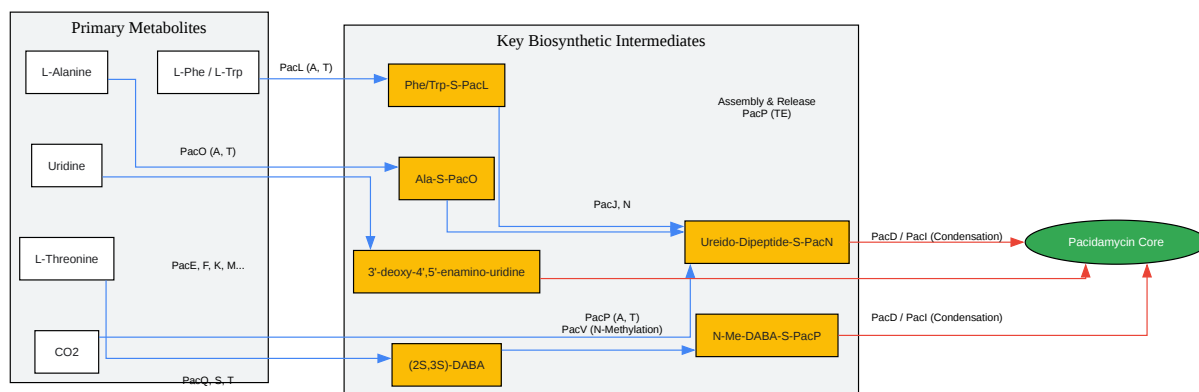 Primary Metabolites
Key Biosynthetic Intermediates
L-Alanine
L-Phe / L-Trp
PacL (A, T)
Phe/Trp-S-PacL
Assembly & Release
PacP (TE)
Uridine
PacO (A, T)
Ala-S-PacO
PacJ, N
Ureido-Dipeptide-S-PacN
PacD / PacI (Condensation)
Pacidamycin Core
L-Threonine
PacE, F, K, M...
3'-deoxy-4',5'-enamino-uridine
PacP (A, T)
PacV (N-Methylation)
N-Me-DABA-S-PacP
PacD / PacI (Condensation)
CO2
(2S,3S)-DABA
PacQ, S, T